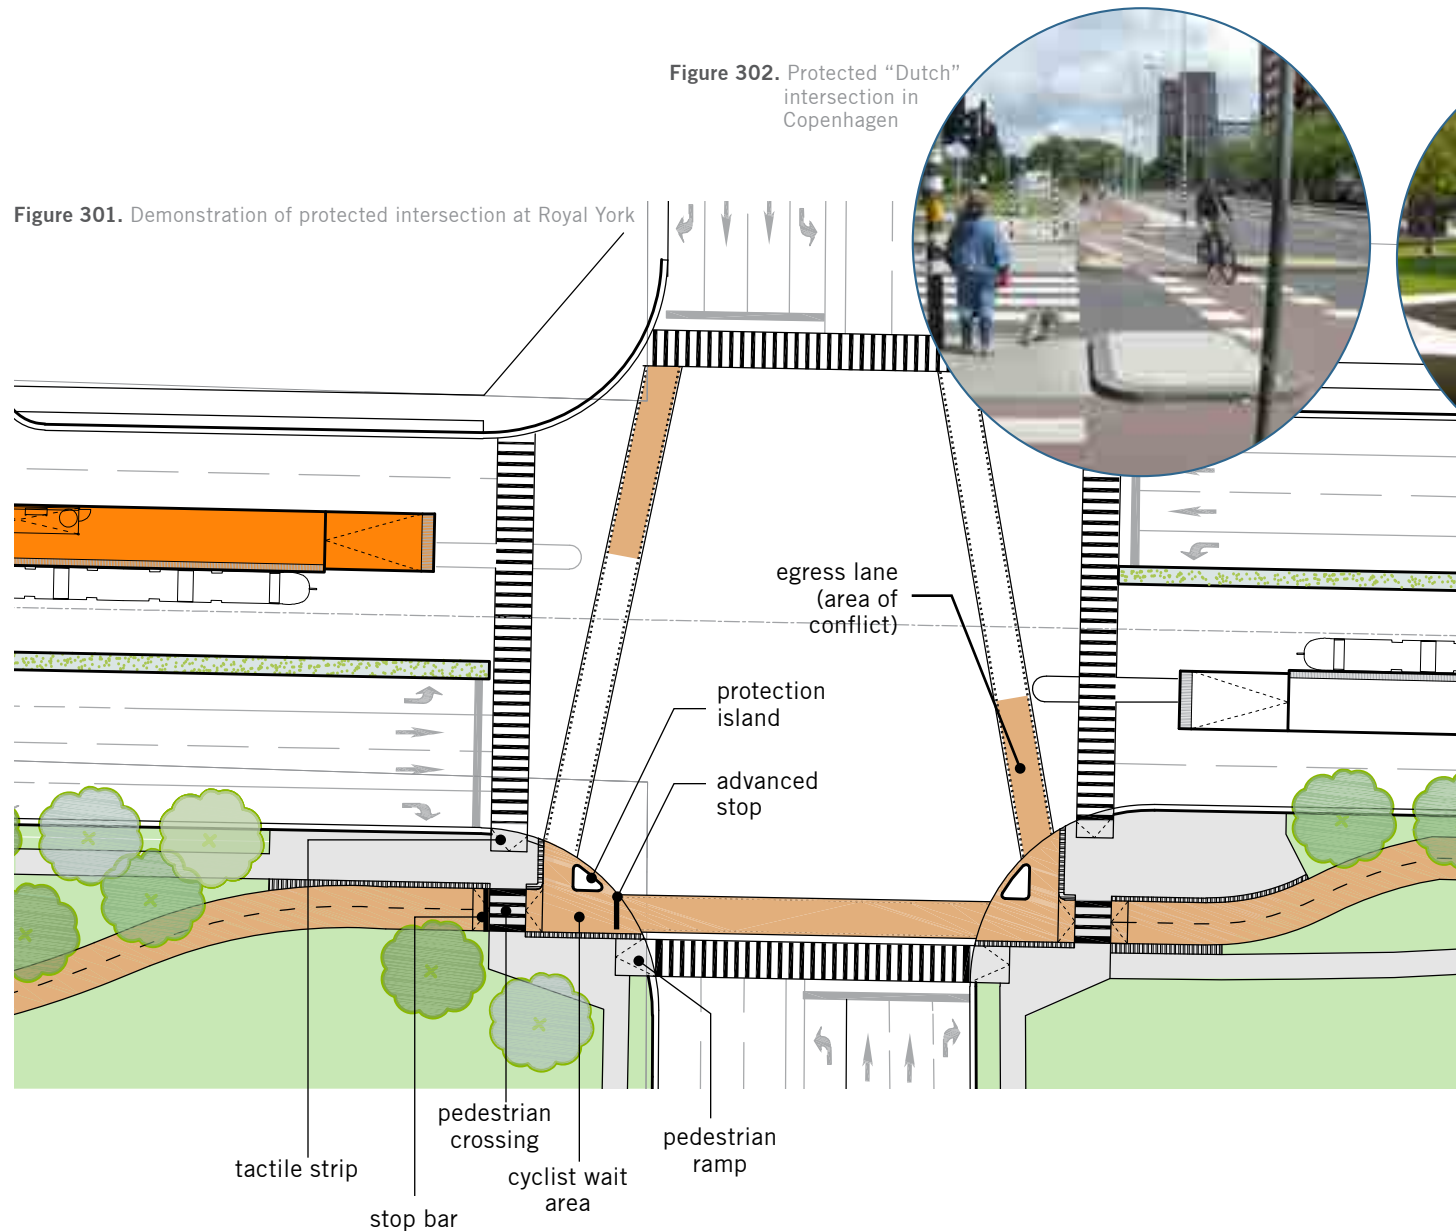 Figure 302. Protected “Dutch”
intersection in
Copenhagen
Figure 301. Demonstration of protected intersection at Royal York
egress lane
(area of
conflict)
protection
island
advanced
stop
pedestrian
crossing
pedestrian
ramp
tactile strip
cyclist wait
area
stop bar